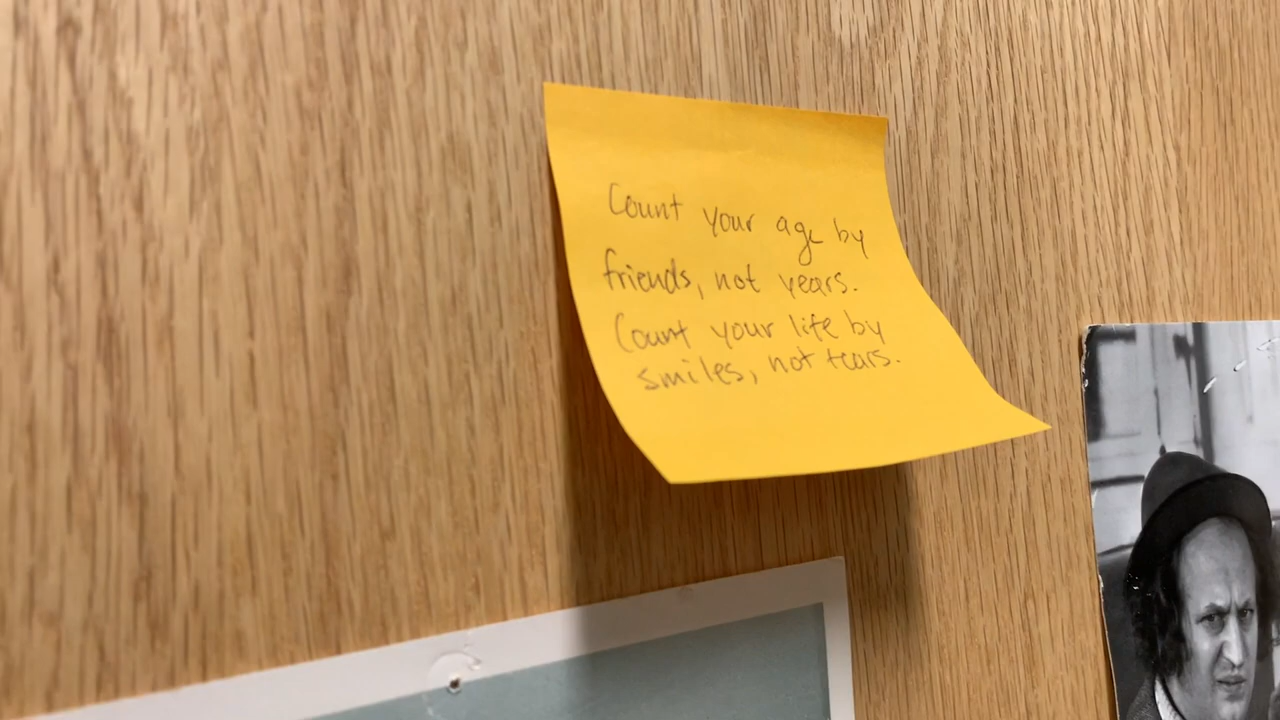 Count your age by
friends, not years.
Count your life by
smiles, not tears.